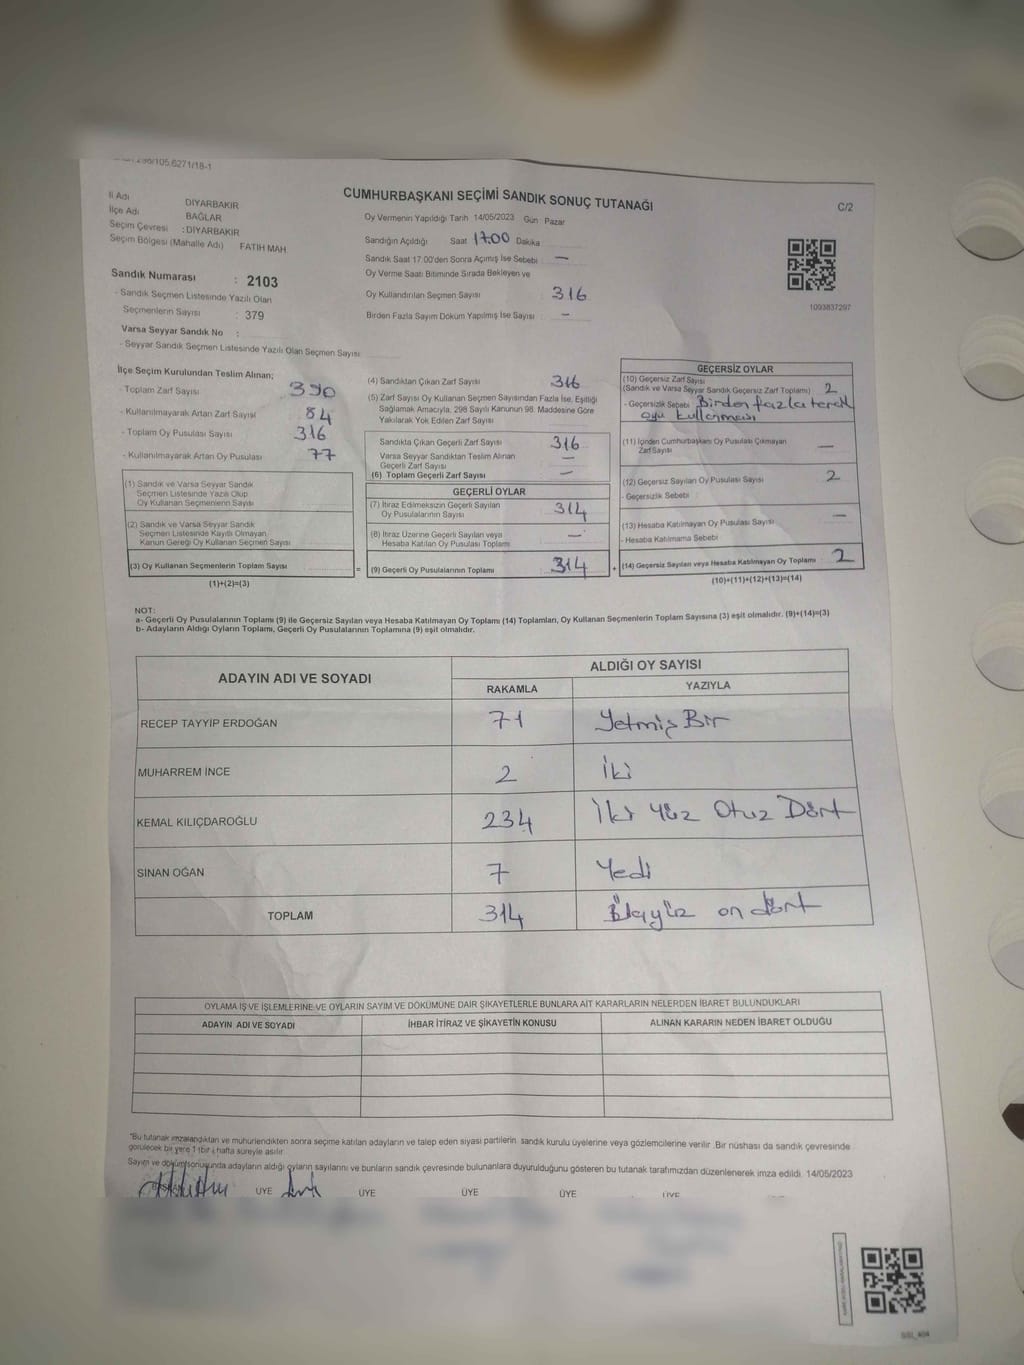 CUMHURBAŞKANI SEÇİMİ SANDIK SONUÇ TUTANAĞI
C/2
İl Adı DİYARBAKIR
İlçe Adı BAĞLAR
Seçim Çevresi : DİYARBAKIR
Seçim Bölgesi (Mahalle Adı) FATİH MAH
Sandık Numarası : 2103
- Sandık Seçmen Listesinde Yazılı Olan
Seçmenlerin Sayısı : 379
Varsa Seyyar Sandık No :
- Seyyar Sandık Seçmen Listesinde Yazılı Olan Seçmen Sayısı
Oy Vermenin Yapıldığı Tarih 14/05/2023 Gün : Pazar
Sandığın Açıldığı Saat 17.00 Dakika
Sandık Saat 17.00'den Sonra Açılmış İse Sebebi : —
Oy Verme Saati Bitiminde Sırada Bekleyen ve
Oy Kullandırılan Seçmen Sayısı : 316
Birden Fazla Sayım Döküm Yapılmış İse Sayısı : -
1093837297
İlçe Seçim Kurulundan Teslim Alınan;
- Toplam Zarf Sayısı 390
- Kullanılmayarak Artan Zarf Sayısı 84
- Toplam Oy Pusulası Sayısı 316
- Kullanılmayarak Artan Oy Pusulası 77
(1) Sandık ve Varsa Seyyar Sandık
Seçmen Listesinde Yazılı Olup
Oy Kullanan Seçmenlerin Sayısı
(2) Sandık ve Varsa Seyyar Sandık
Seçmen Listesinde Kayıtlı Olmayan
Kanun Gereği Oy Kullanan Seçmen Sayısı
(3) Oy Kullanan Seçmenlerin Toplam Sayısı =
(1)+(2)=(3)
(4) Sandıktan Çıkan Zarf Sayısı 316
(5) Zarf Sayısı Oy Kullanan Seçmen Sayısından Fazla İse, Eşitliği
Sağlamak Amacıyla, 298 Sayılı Kanunun 98. Maddesine Göre
Yakılarak Yok Edilen Zarf Sayısı
Sandıkta Çıkan Geçerli Zarf Sayısı 316
Varsa Seyyar Sandıktan Teslim Alınan
Geçerli Zarf Sayısı —
(6) Toplam Geçerli Zarf Sayısı —
GEÇERLİ OYLAR
(7) İtiraz Edilmeksizin Geçerli Sayılan
Oy Pusulalarının Sayısı 314
(8) İtiraz Üzerine Geçerli Sayılan veya
Hesaba Katılan Oy Pusulası Toplamı —
(9) Geçerli Oy Pusulalarının Toplamı 314 +
GEÇERSİZ OYLAR
(10) Geçersiz Zarf Sayısı
(Sandık ve Varsa Seyyar Sandık Geçersiz Zarf Toplamı) 2
- Geçersizlik Sebebi Birden fazla tercih
oyu kullanması
(11) İçinden Cumhurbaşkanı Oy Pusulası Çıkmayan
Zarf Sayısı —
(12) Geçersiz Sayılan Oy Pusulası Sayısı 2
- Geçersizlik Sebebi
(13) Hesaba Katılmayan Oy Pusulası Sayısı —
- Hesaba Katılmama Sebebi
(14) Geçersiz Sayılan veya Hesaba Katılmayan Oy Toplamı 2
(10)+(11)+(12)+(13)=(14)
NOT:
a- Geçerli Oy Pusulalarının Toplamı (9) ile Geçersiz Sayılan veya Hesaba Katılmayan Oy Toplamı (14) Toplamları, Oy Kullanan Seçmenlerin Toplam Sayısına (3) eşit olmalıdır. (9)+(14)=(3)
b- Adayların Aldığı Oyların Toplamı, Geçerli Oy Pusulalarının Toplamına (9) eşit olmalıdır.
ADAYIN ADI VE SOYADI ALDIĞI OY SAYISI
RAKAMLA YAZIYLA
RECEP TAYYİP ERDOĞAN 71 Yetmiş Bir
MUHARREM İNCE 2 İki
KEMAL KILIÇDAROĞLU 234 İki Yüz Otuz Dört
SİNAN OĞAN 7 Yedi
TOPLAM 314 Üçyüz on dört
OYLAMA İŞ VE İŞLEMLERİNE VE OYLARIN SAYIM VE DÖKÜMÜNE DAİR ŞİKAYETLERLE BUNLARA AİT KARARLARIN NELERDEN İBARET BULUNDUKLARI
ADAYIN ADI VE SOYADI İHBAR İTİRAZ VE ŞİKAYETİN KONUSU ALINAN KARARIN NEDEN İBARET OLDUĞU
*Bu tutanak imzalandıktan ve mühürlendikten sonra seçime katılan adayların ve talep eden siyasi partilerin sandık kurulu üyelerine veya gözlemcilerine verilir. Bir nüshası da sandık çevresinde
görülecek bir yere 1 (bir) hafta süreyle asılır.
Sayım ve döküm sonucunda adayların aldığı oyların sayılarını ve bunların sandık çevresinde bulunanlara duyurulduğunu gösteren bu tutanak tarafımızdan düzenlenerek imza edildi. 14/05/2023
ÜYE ÜYE ÜYE ÜYE ÜYE